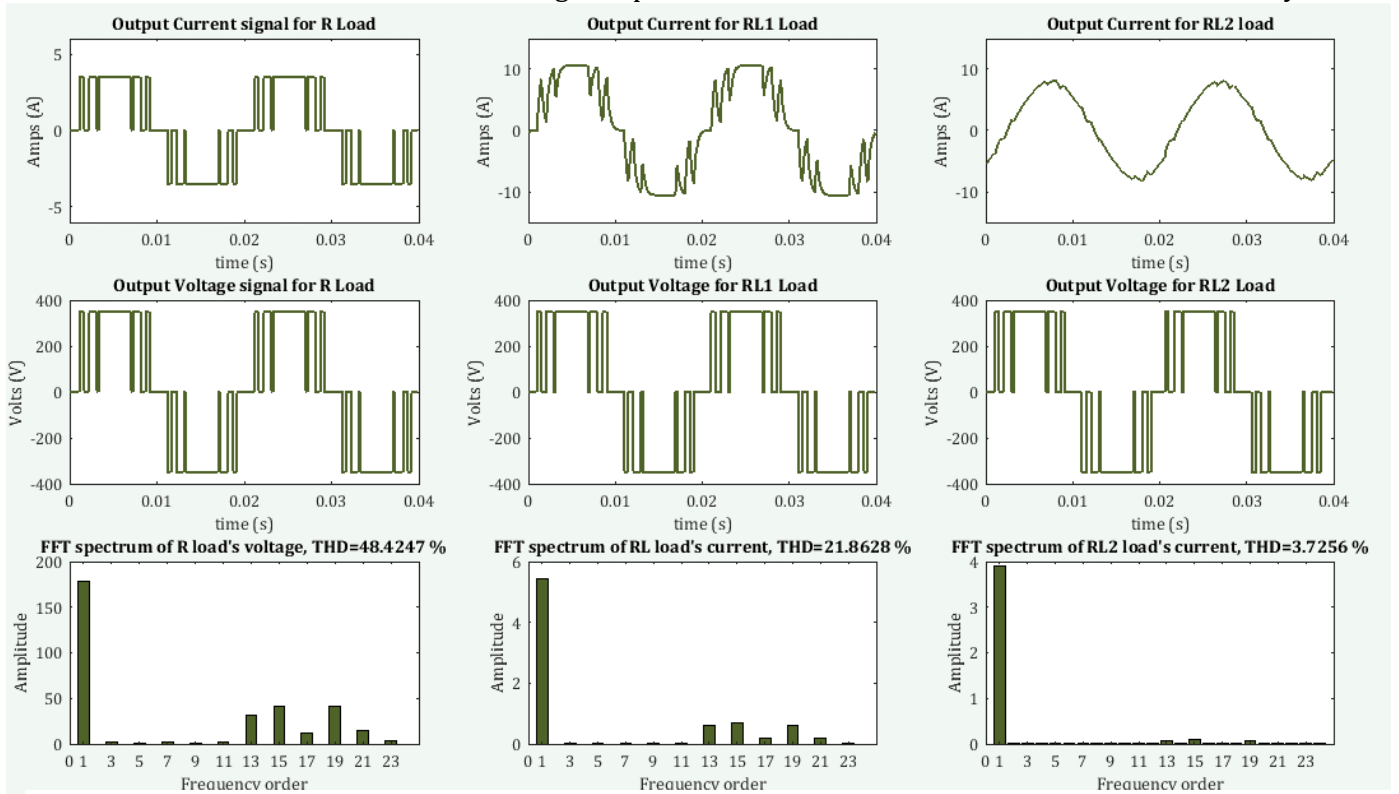 Output Current signal for R Load
Output Current for RL1 Load
Output Current for RL2 load
Amps (A)
5
0
-5
0 0.01 0.02 0.03 0.04
time (s)
Amps (A)
10
0
-10
0 0.01 0.02 0.03 0.04
time (s)
Amps (A)
10
0
-10
0 0.01 0.02 0.03 0.04
time (s)
Output Voltage signal for R Load
Output Voltage for RL1 Load
Output Voltage for RL2 Load
Volts (V)
400
200
0
-200
-400
0 0.01 0.02 0.03 0.04
time (s)
Volts (V)
400
200
0
-200
-400
0 0.01 0.02 0.03 0.04
time (s)
Volts (V)
400
200
0
-200
-400
0 0.01 0.02 0.03 0.04
time (s)
FFT spectrum of R load's voltage, THD=48.4247 %
FFT spectrum of RL load's current, THD=21.8628 %
FFT spectrum of RL2 load's current, THD=3.7256 %
Amplitude
200
150
100
50
0
0 1 3 5 7 9 11 13 15 17 19 21 23
Frequency order
Amplitude
6
4
2
0
0 1 3 5 7 9 11 13 15 17 19 21 23
Frequency order
Amplitude
4
3
2
1
0
0 1 3 5 7 9 11 13 15 17 19 21 23
Frequency order